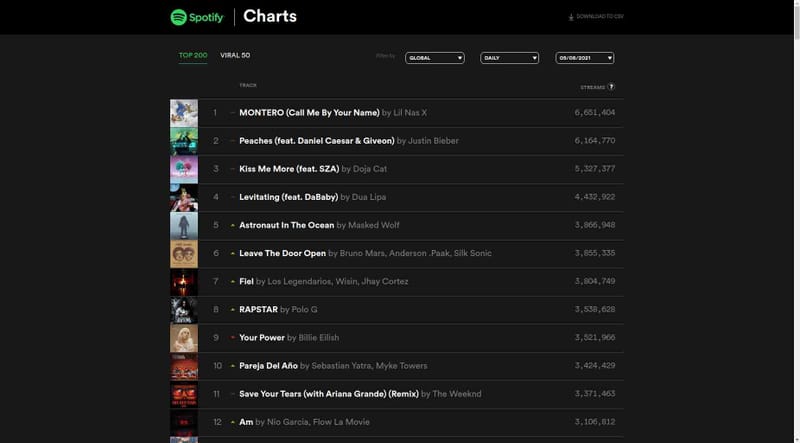 Spotify Charts
DOWNLOAD TO CSV
TOP 200 VIRAL 50 Filter by GLOBAL DAILY
TRACK STREAMS ?
1 MONTERO (Call Me By Your Name) by Lil Nas X 6,651,404
2 Peaches (feat. Daniel Caesar & Giveon) by Justin Bieber 6,164,770
3 Kiss Me More (feat. SZA) by Doja Cat 5,327,377
4 Levitating (feat. DaBaby) by Dua Lipa 4,432,922
5 Astronaut In The Ocean by Masked Wolf 3,866,948
6 Leave The Door Open by Bruno Mars, Anderson .Paak, Silk Sonic 3,855,335
7 Fiel by Los Legendarios, Wisin, Jhay Cortez 3,804,749
8 RAPSTAR by Polo G 3,538,628
9 Your Power by Billie Eilish 3,521,966
10 Pareja Del Año by Sebastian Yatra, Myke Towers 3,424,429
11 Save Your Tears (with Ariana Grande) (Remix) by The Weeknd 3,371,463
12 Am by Nio Garcia, Flow La Movie 3,106,812